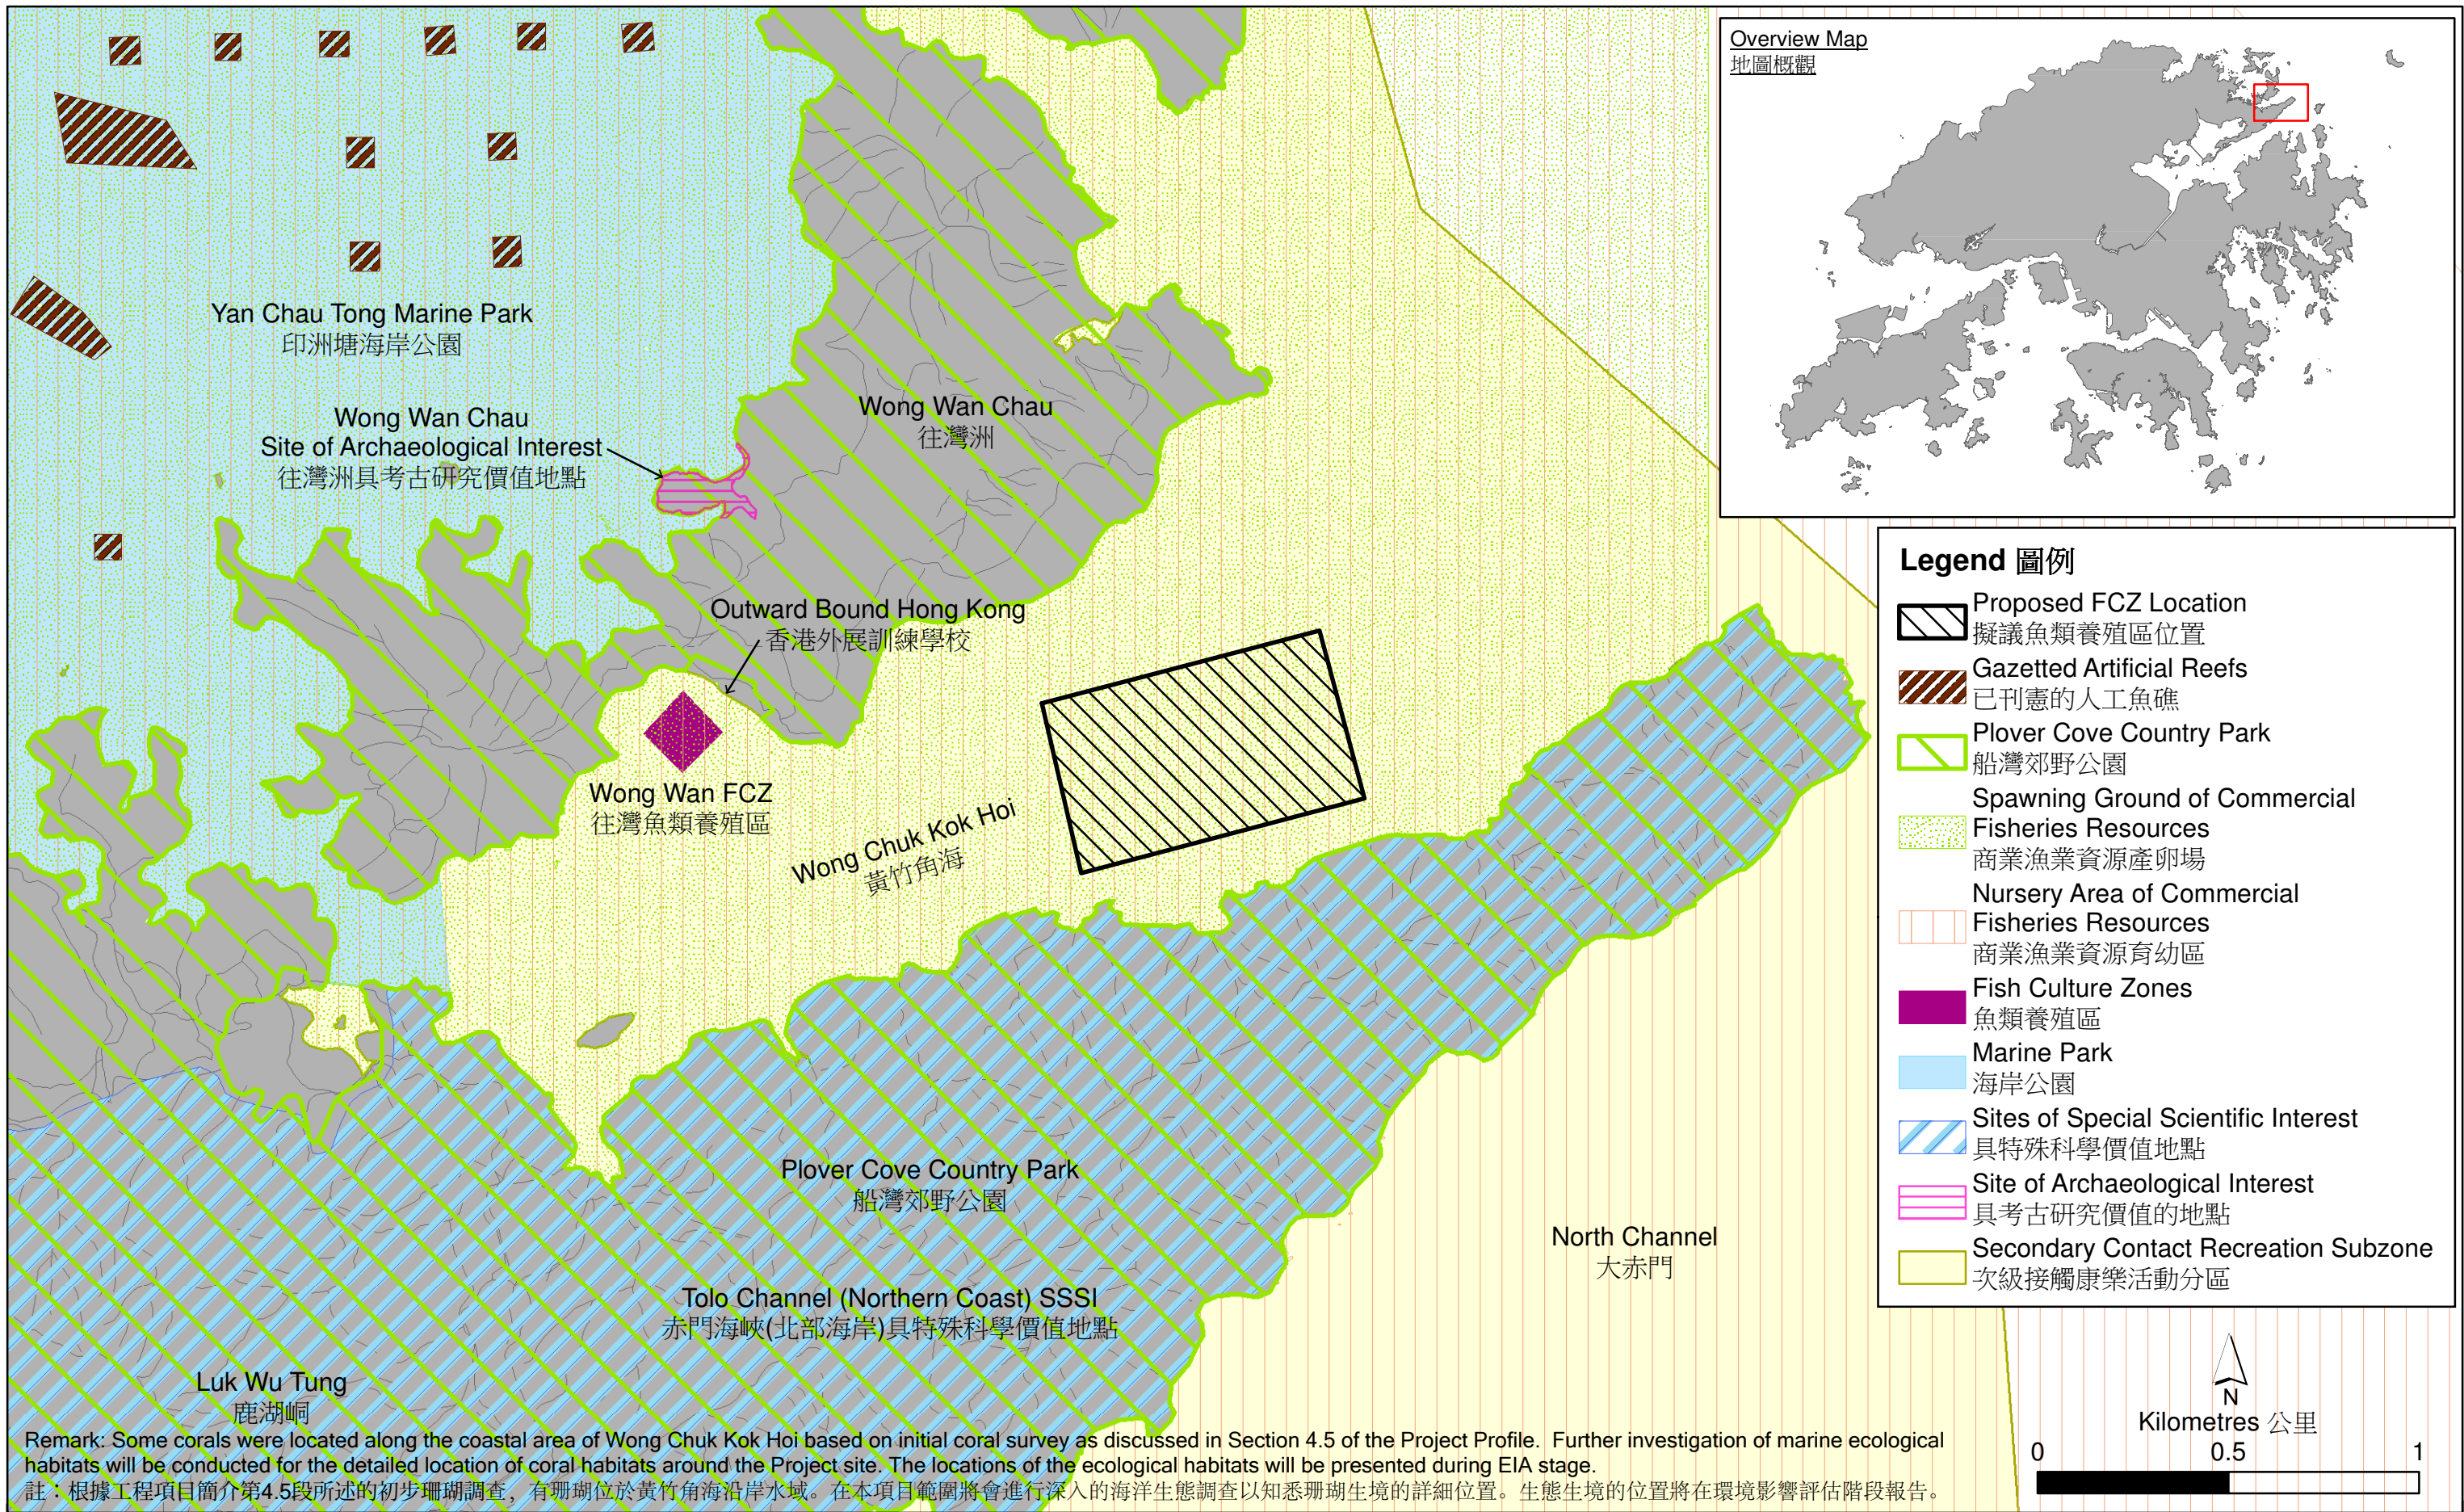 Overview Map
地圖概觀
Yan Chau Tong Marine Park
印洲塘海岸公園
Wong Wan Chau
Site of Archaeological Interest
往灣洲具考古研究價值地點
Wong Wan Chau
往灣洲
Outward Bound Hong Kong
香港外展訓練學校
Wong Wan FCZ
往灣魚類養殖區
Wong Chuk Kok Hoi
黃竹角海
Plover Cove Country Park
船灣郊野公園
North Channel
大赤門
Tolo Channel (Northern Coast) SSSI
赤門海峽(北部海岸)具特殊科學價值地點
Luk Wu Tung
鹿湖峒
Legend 圖例
Proposed FCZ Location
擬議魚類養殖區位置
Gazetted Artificial Reefs
已刊憲的人工魚礁
Plover Cove Country Park
船灣郊野公園
Spawning Ground of Commercial
Fisheries Resources
商業漁業資源產卵場
Nursery Area of Commercial
Fisheries Resources
商業漁業資源育幼區
Fish Culture Zones
魚類養殖區
Marine Park
海岸公園
Sites of Special Scientific Interest
具特殊科學價值地點
Site of Archaeological Interest
具考古研究價值的地點
Secondary Contact Recreation Subzone
次級接觸康樂活動分區
N
Kilometres 公里
0 0.5 1
Remark: Some corals were located along the coastal area of Wong Chuk Kok Hoi based on initial coral survey as discussed in Section 4.5 of the Project Profile. Further investigation of marine ecological
habitats will be conducted for the detailed location of coral habitats around the Project site. The locations of the ecological habitats will be presented during EIA stage.
註：根據工程項目簡介第4.5段所述的初步珊瑚調查，有珊瑚位於黃竹角海沿岸水域。在本項目範圍將會進行深入的海洋生態調查以知悉珊瑚生境的詳細位置。生態生境的位置將在環境影響評估階段報告。